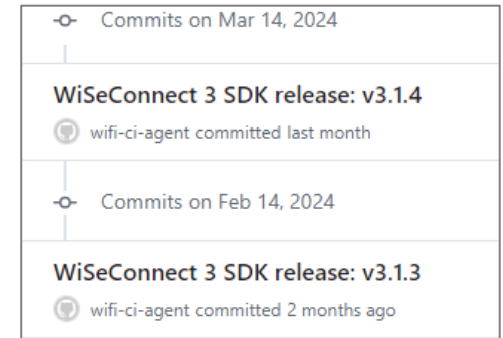 Commits on Mar 14, 2024
WiSeConnect 3 SDK release: v3.1.4
wifi-ci-agent committed last month
Commits on Feb 14, 2024
WiSeConnect 3 SDK release: v3.1.3
wifi-ci-agent committed 2 months ago